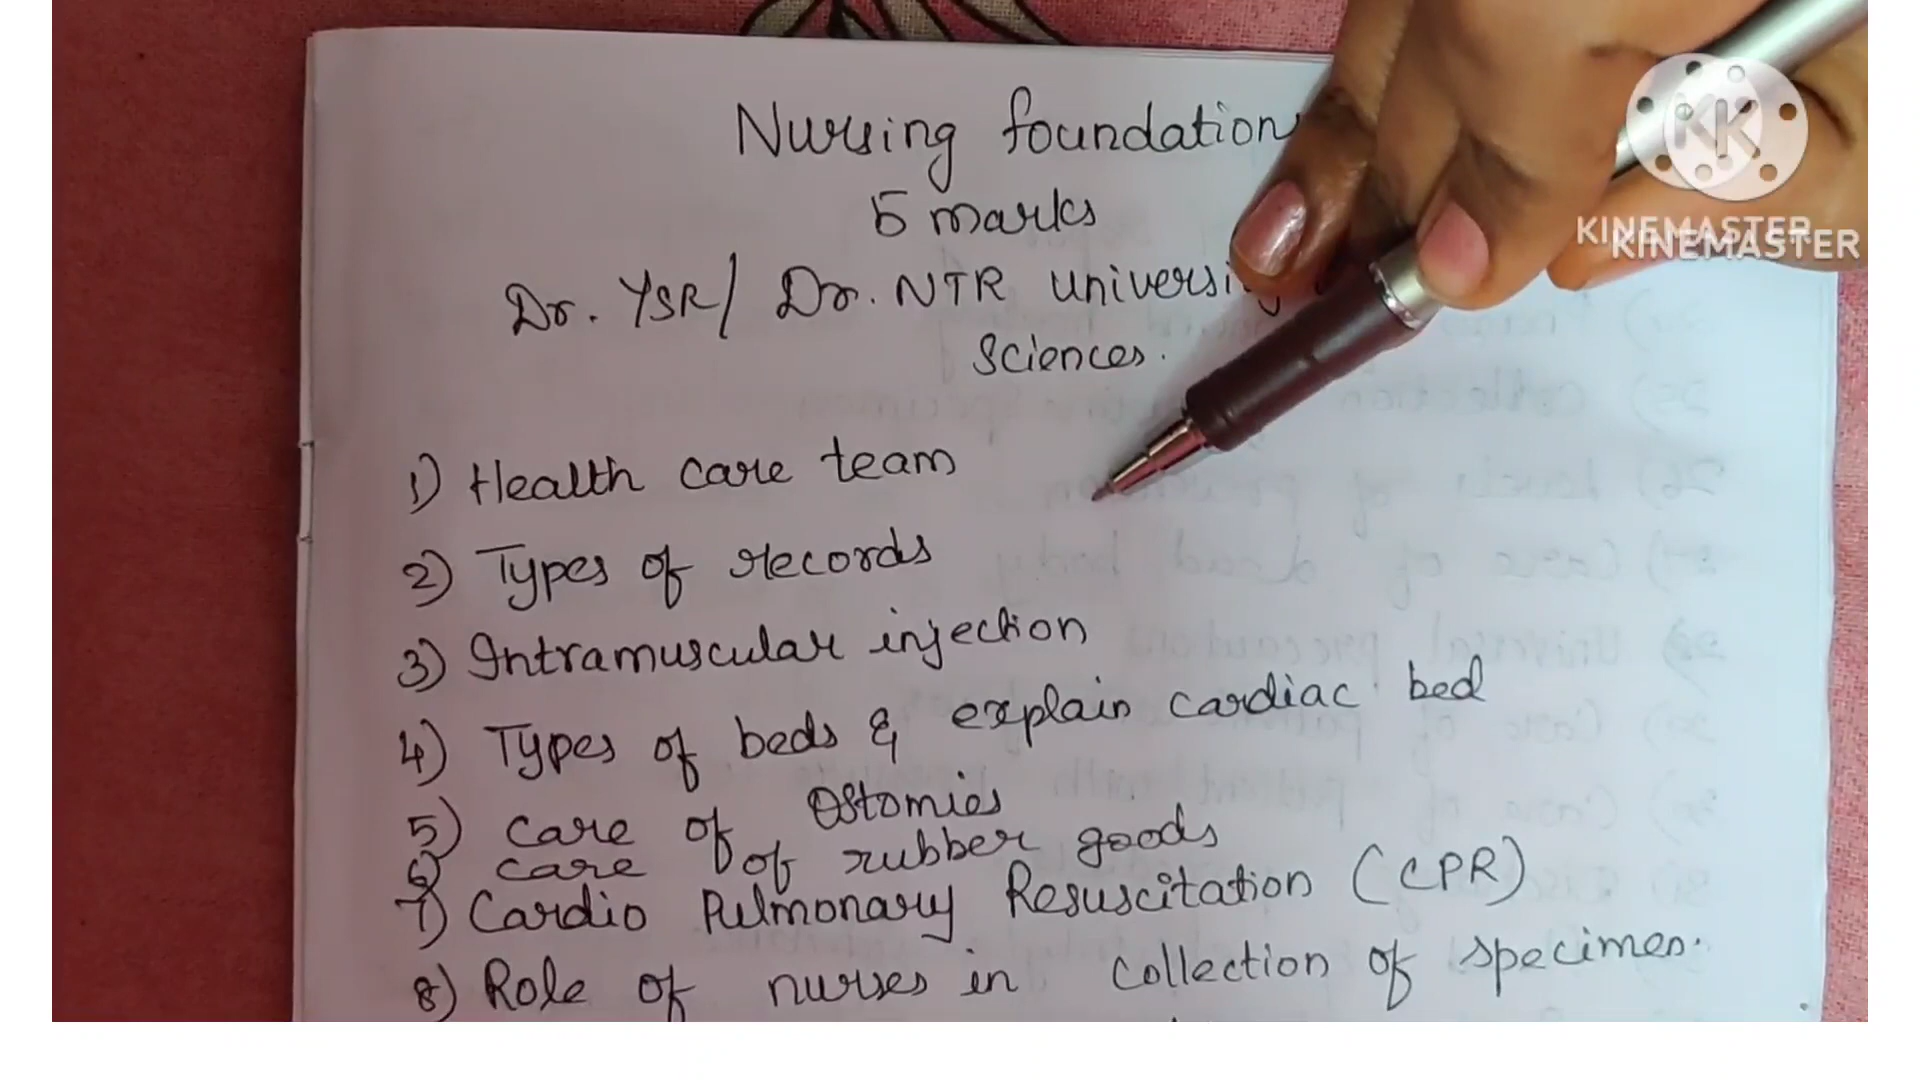 Nursing foundation
5 marks
Dr. YSR/ Dr. NTR University
Sciences.
1) Health care team
2) Types of records
3) Intramuscular injection
4) Types of beds & explain cardiac bed
5) care of Ostomies
6) care of rubber goods
7) Cardio Pulmonary Resuscitation (CPR)
8) Role of nurses in collection of specimen.
KK
KINEMASTER
KINEMASTER